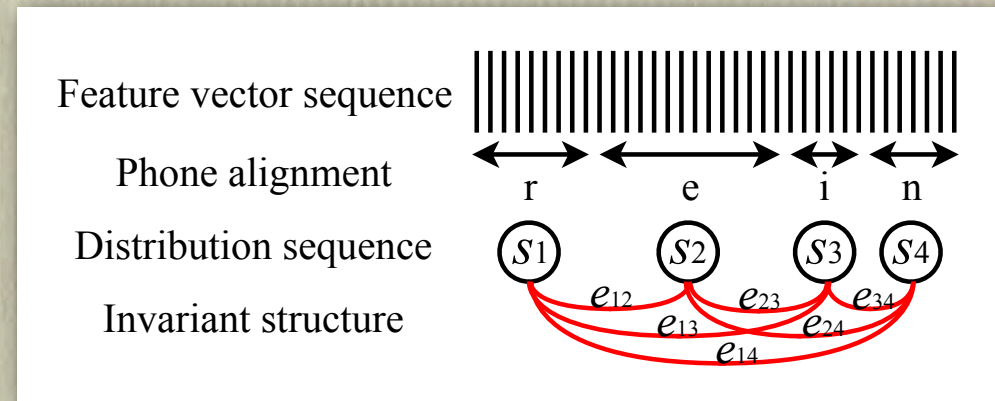 Feature vector sequence
Phone alignment
r e i n
Distribution sequence
s1 s2 s3 s4
Invariant structure
e12 e23 e34
e13 e24
e14